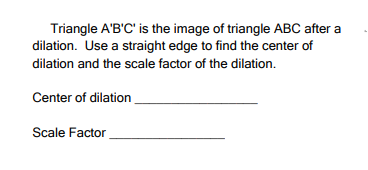 Triangle A'B'C' is the image of triangle ABC after a
dilation. Use a straight edge to find the center of
dilation and the scale factor of the dilation.
Center of dilation ________________
Scale Factor ________________